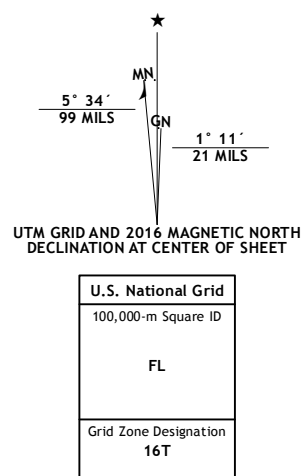 MN.
5° 34´
99 MILS
GN
1° 11´
21 MILS
UTM GRID AND 2016 MAGNETIC NORTH
DECLINATION AT CENTER OF SHEET
U.S. National Grid
100,000-m Square ID
FL
Grid Zone Designation
16T